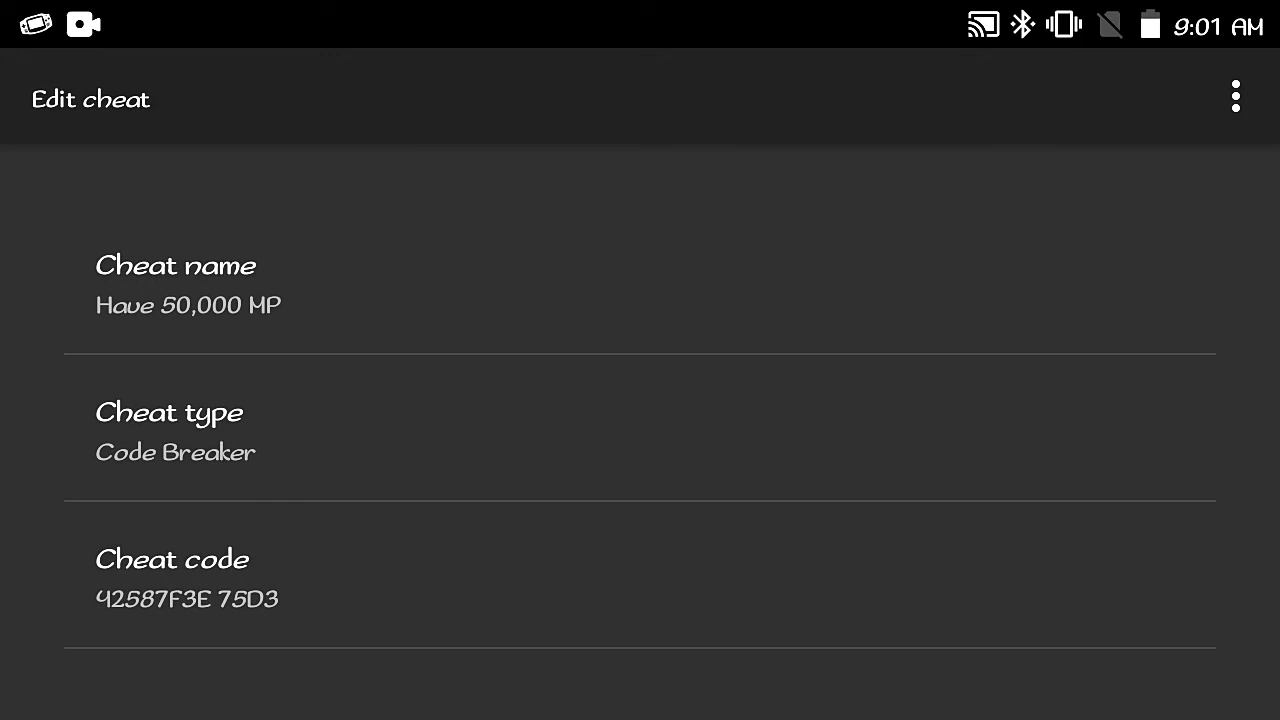 9:01 AM
Edit cheat
Cheat name
Have 50,000 MP
Cheat type
Code Breaker
Cheat code
42587F3E 75D3